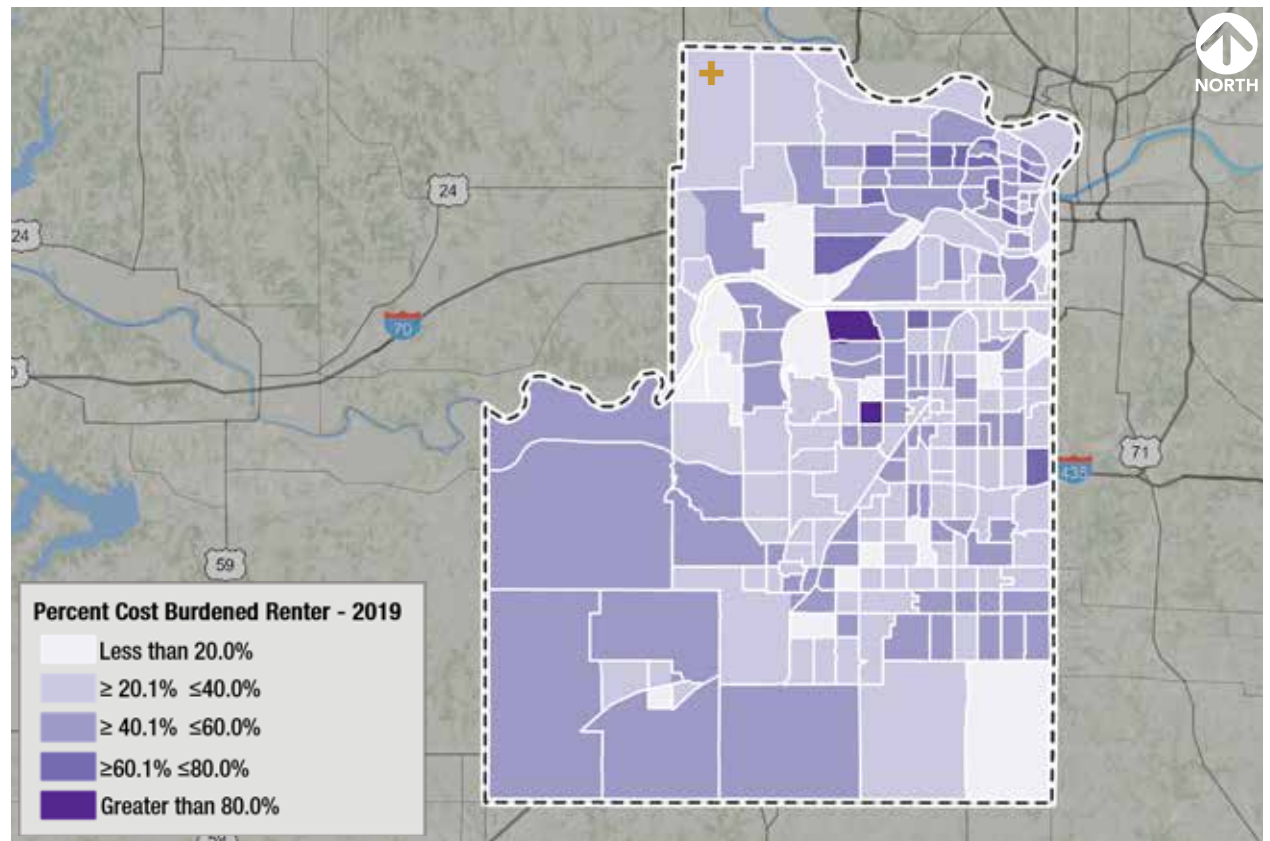 NORTH
24
24
70
71
435
59
Percent Cost Burdened Renter - 2019
Less than 20.0%
≥ 20.1% ≤40.0%
≥ 40.1% ≤60.0%
≥60.1% ≤80.0%
Greater than 80.0%